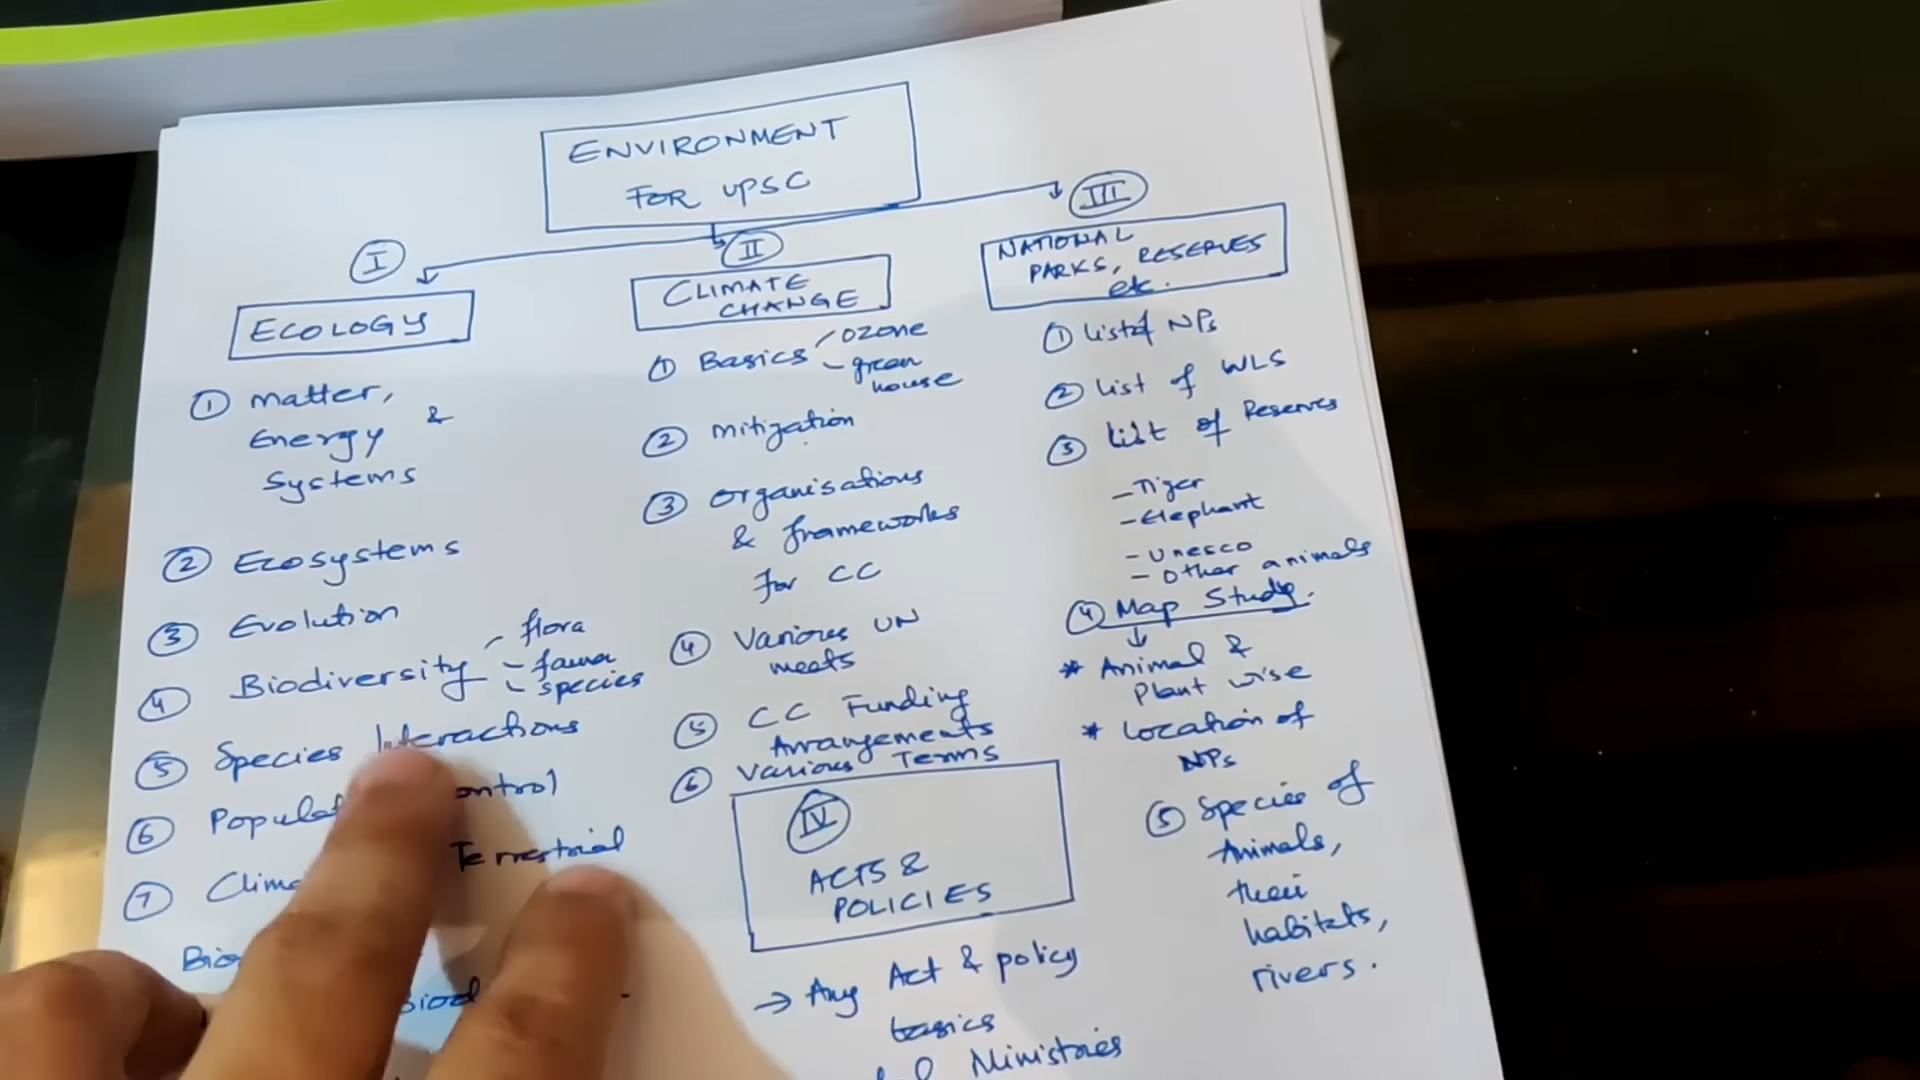 ENVIRONMENT
FOR UPSC
I
ECOLOGY
① Matter,
Energy &
Systems
② Ecosystems
③ Evolution
④ Biodiversity - flora
- fauna
- species
⑤ Species Interactions
⑥
⑦
Terrestrial
II
CLIMATE
CHANGE
① Basics - ozone
- green
house
② Mitigation
③ Organisations
& frameworks
for CC
④ Various UN
meets
⑤ CC Funding
Arrangements
⑥ Various Terms
IV
ACTS &
POLICIES
→ Any Act & policy
basics
Ministries
III
NATIONAL
PARKS, RESERVES
etc.
① List of NPs
② List of WLS
③ List of Reserves
- Tiger
- Elephant
- Unesco
- Other animals
④ Map Study.
↓
* Animal &
Plant wise
* Location of
NPs
⑤ Species of
Animals,
their
habitats,
rivers.